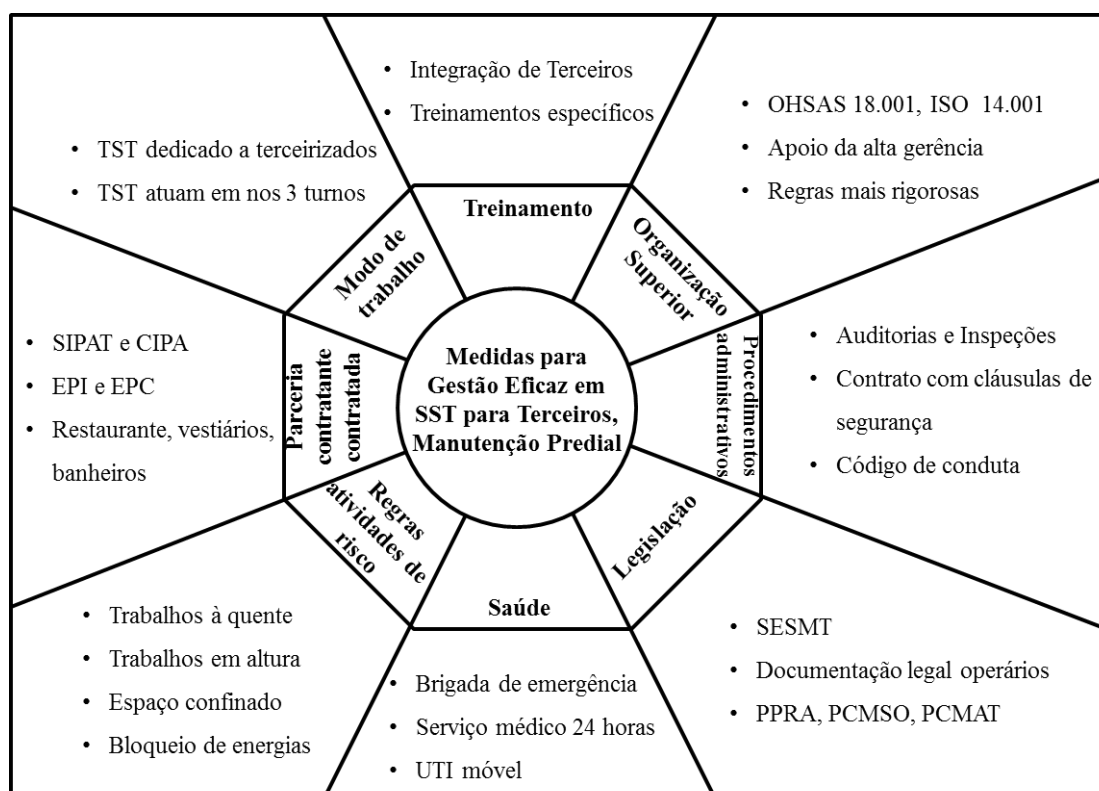 • Integração de Terceiros
• Treinamentos específicos
Treinamento
• OHSAS 18.001, ISO 14.001
• Apoio da alta gerência
• Regras mais rigorosas
Organização
Superior
• Auditorias e Inspeções
• Contrato com cláusulas de
segurança
• Código de conduta
Procedimentos
administrativos
• SESMT
• Documentação legal operários
• PPRA, PCMSO, PCMAT
Legislação
• Brigada de emergência
• Serviço médico 24 horas
• UTI móvel
Saúde
• Trabalhos à quente
• Trabalhos em altura
• Espaço confinado
• Bloqueio de energias
Regras
atividades de
risco
• SIPAT e CIPA
• EPI e EPC
• Restaurante, vestiários,
banheiros
Parceria
contratante
contratada
• TST dedicado a terceirizados
• TST atuam em nos 3 turnos
Modo de
trabalho
Medidas para
Gestão Eficaz em
SST para Terceiros,
Manutenção Predial